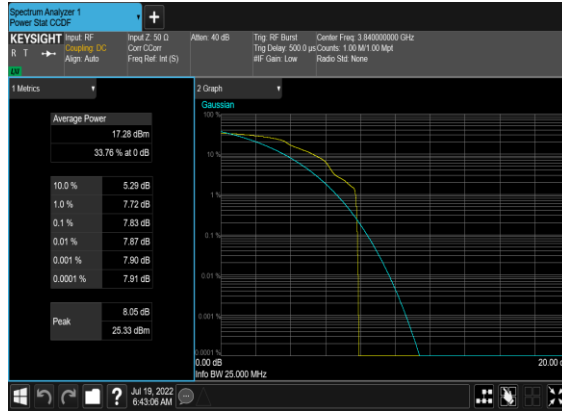 Spectrum Analyzer 1
Power Stat CCDF
KEYSIGHT
R T
Input: RF
Coupling: DC
Align: Auto
Input Z: 50 Ω
Corr CCorr
Freq Ref: Int (S)
Atten: 40 dB
Trig: RF Burst
Trig Delay: 500.0 µs
#IF Gain: Low
Center Freq: 3.840000000 GHz
Counts: 1.00 M/1.00 Mpt
Radio Std: None
1 Metrics
Average Power
17.28 dBm
33.76 % at 0 dB
10.0 % 5.29 dB
1.0 % 7.72 dB
0.1 % 7.83 dB
0.01 % 7.87 dB
0.001 % 7.90 dB
0.0001 % 7.91 dB
Peak
8.05 dB
25.33 dBm
2 Graph
Gaussian
100 %
10 %
1 %
0.1 %
0.01 %
0.001 %
0.0001 %
0.00 dB
20.00
Info BW 25.000 MHz
?
Jul 19, 2022
6:43:06 AM